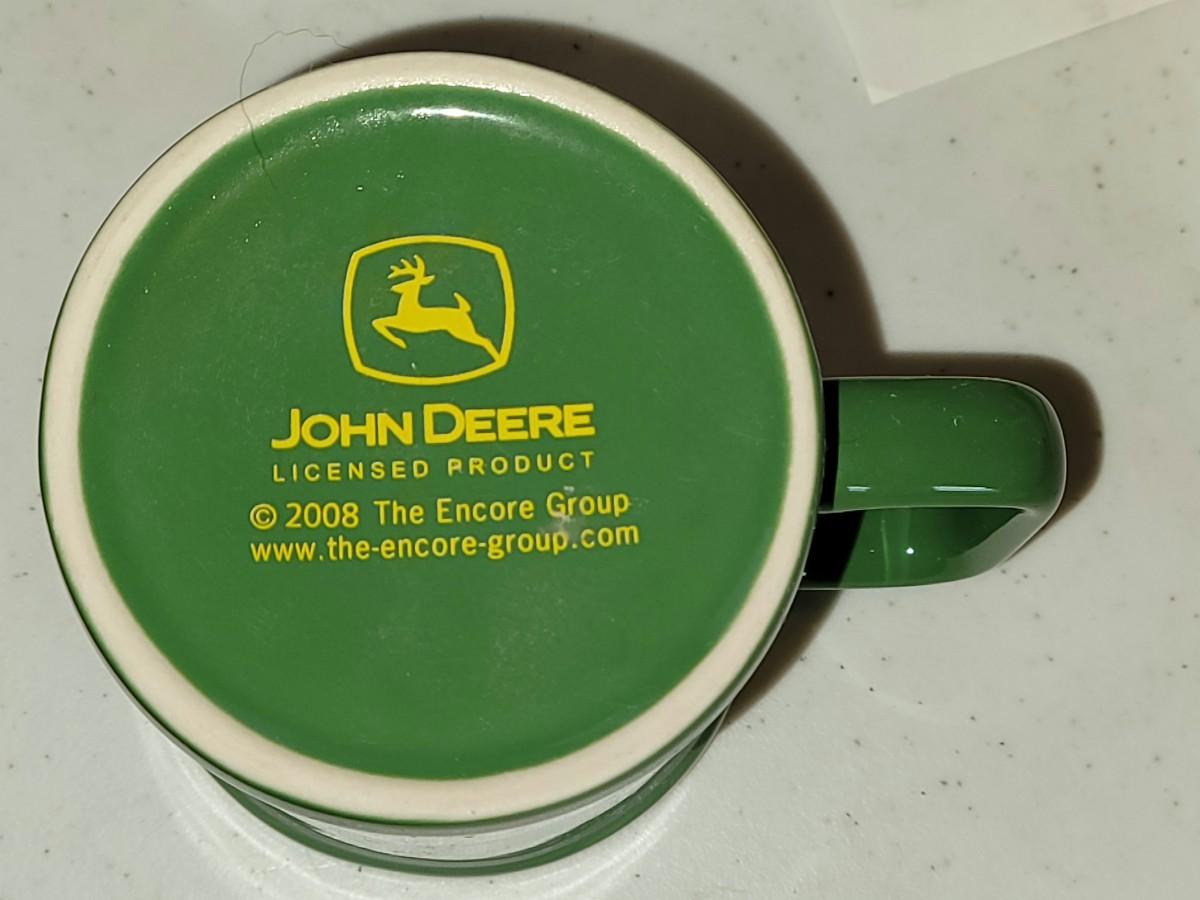 JOHN DEERE
LICENSED PRODUCT
© 2008 The Encore Group
www.the-encore-group.com